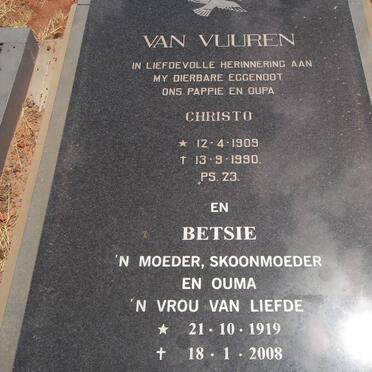 VAN VUUREN
IN LIEFDEVOLLE HERINNERING AAN
MY DIERBARE EGGENOOT
ONS PAPPIE EN OUPA
CHRISTO
★ 12·4·1909
† 13·9·1990.
PS. 23.
EN
BETSIE
'N MOEDER, SKOONMOEDER
EN OUMA
'N VROU VAN LIEFDE
★ 21·10·1919
† 18·1·2008